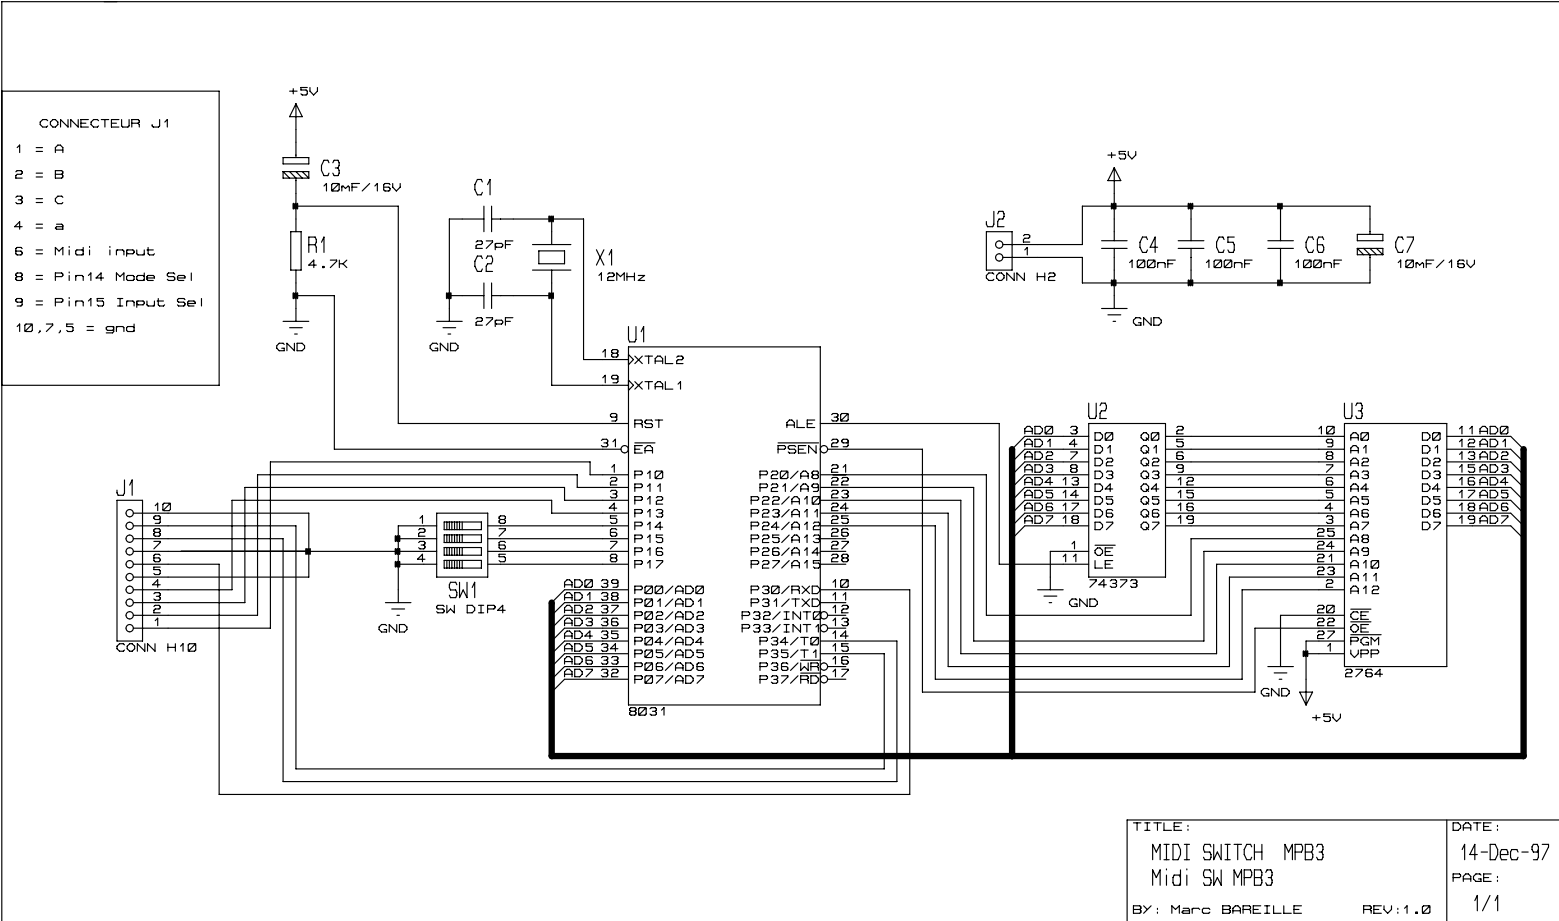 CONNECTEUR J1
1 = A
2 = B
3 = C
4 = a
6 = Midi input
8 = Pin14 Mode Sel
9 = Pin15 Input Sel
10,7,5 = gnd
+5V
C3
10mF/16V
R1
4.7K
GND
C1
27pF
C2
27pF
GND
X1
12MHz
+5V
J2
2
1
CONN H2
C4
100nF
C5
100nF
C6
100nF
C7
10mF/16V
GND
U1
18 XTAL2
19 XTAL1
9 RST
31 EA
1 P10
2 P11
3 P12
4 P13
5 P14
6 P15
7 P16
8 P17
AD0 39 P00/AD0
AD1 38 P01/AD1
AD2 37 P02/AD2
AD3 36 P03/AD3
AD4 35 P04/AD4
AD5 34 P05/AD5
AD6 33 P06/AD6
AD7 32 P07/AD7
ALE 30
PSEN 29
P20/A8 21
P21/A9 22
P22/A10 23
P23/A11 24
P24/A12 25
P25/A13 26
P26/A14 27
P27/A15 28
P30/RXD 10
P31/TXD 11
P32/INT0 12
P33/INT1 13
P34/T0 14
P35/T1 15
P36/WR 16
P37/RD 17
8031
J1
10
9
8
7
6
5
4
3
2
1
CONN H10
1 8
2 7
3 6
4 5
SW1
SW DIP4
GND
U2
AD0 3 D0 Q0 2
AD1 4 D1 Q1 5
AD2 7 D2 Q2 6
AD3 8 D3 Q3 9
AD4 13 D4 Q4 12
AD5 14 D5 Q5 15
AD6 17 D6 Q6 16
AD7 18 D7 Q7 19
1 OE
11 LE
74373
GND
U3
10 A0 D0 11 AD0
9 A1 D1 12 AD1
8 A2 D2 13 AD2
7 A3 D3 15 AD3
6 A4 D4 16 AD4
5 A5 D5 17 AD5
4 A6 D6 18 AD6
3 A7 D7 19 AD7
25 A8
24 A9
21 A10
23 A11
2 A12
20 CE
22 OE
27 PGM
1 VPP
2764
GND
+5V
TITLE:
MIDI SWITCH MPB3
Midi SW MPB3
BY: Marc BAREILLE REV:1.0
DATE:
14-Dec-97
PAGE:
1/1